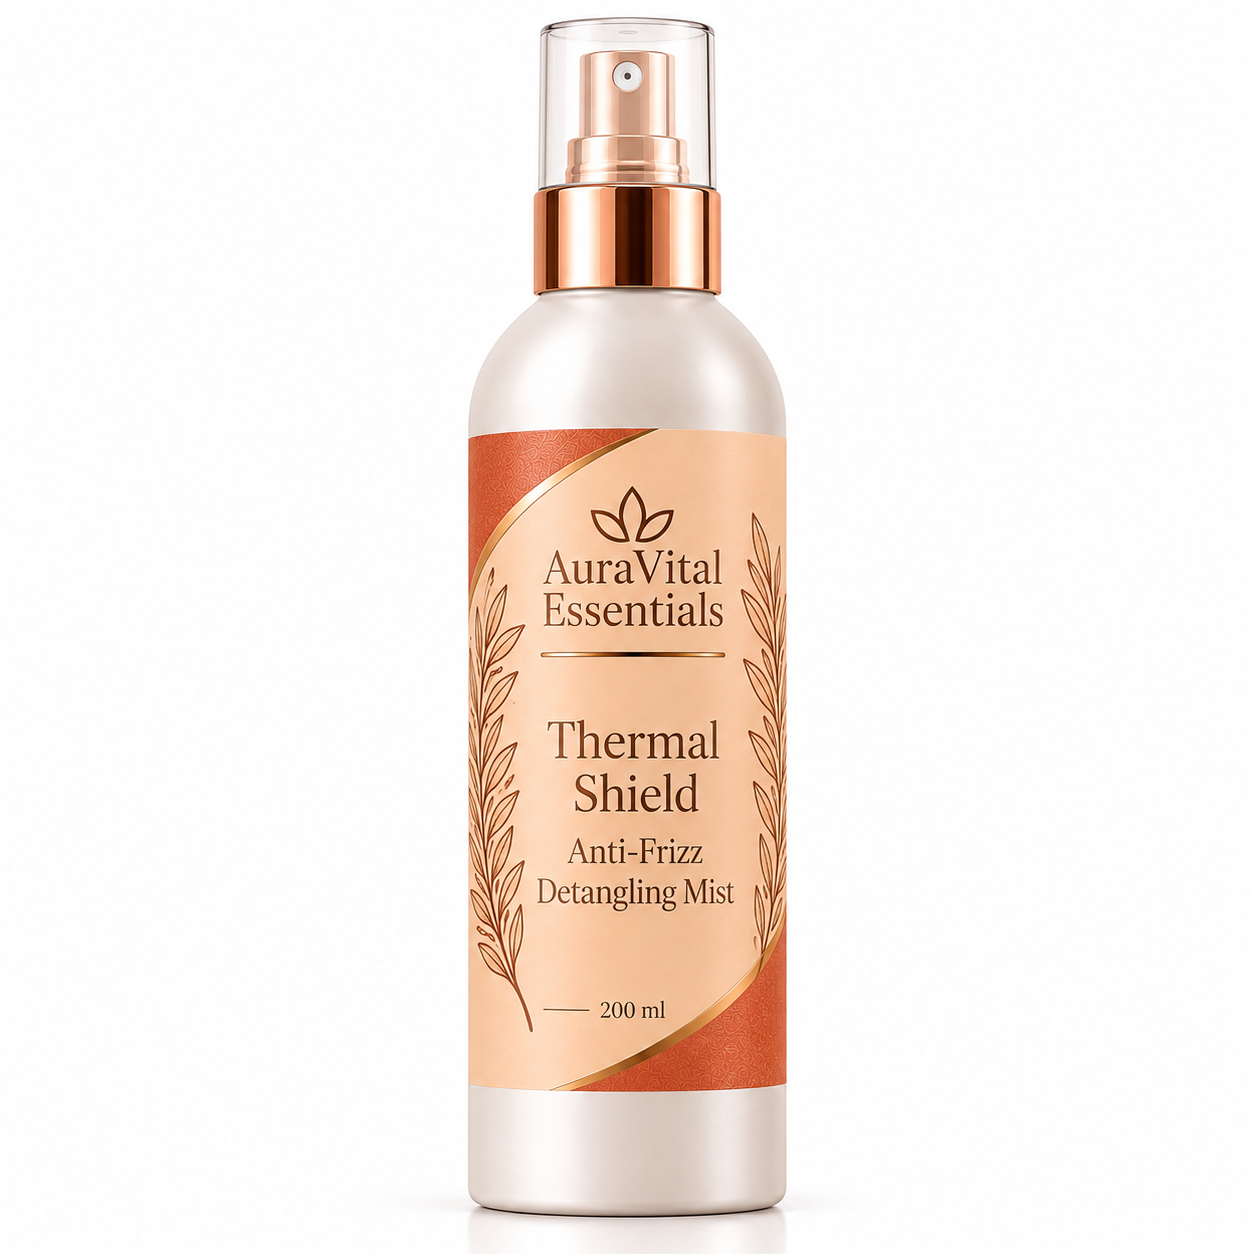 AuraVital
Essentials
Thermal
Shield
Anti-Frizz
Detangling Mist
200 ml